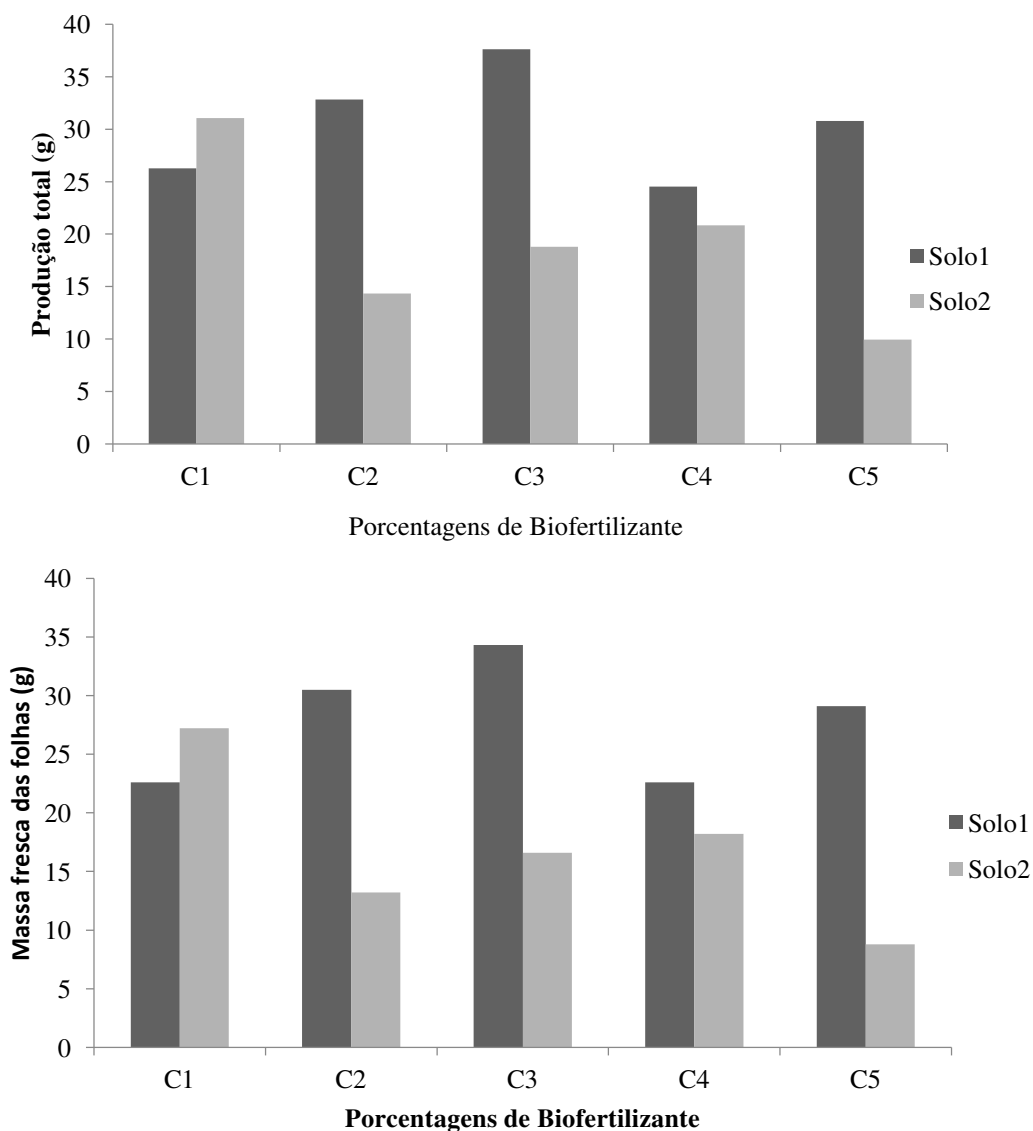 40
35
30
25
20
15
10
5
0
Produção total (g)
C1 C2 C3 C4 C5
Porcentagens de Biofertilizante
Solo1
Solo2
40
35
30
25
20
15
10
5
0
Massa fresca das folhas (g)
C1 C2 C3 C4 C5
Porcentagens de Biofertilizante
Solo1
Solo2